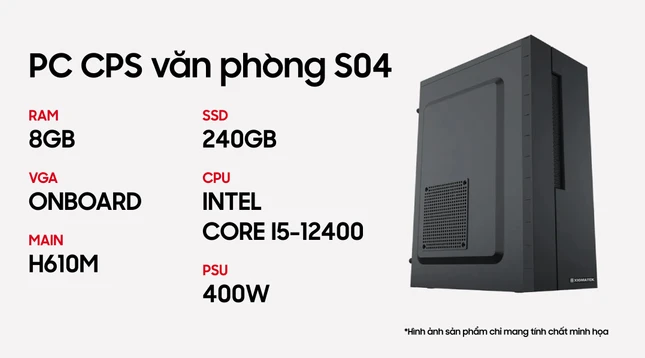 PC CPS văn phòng S04
RAM
8GB
SSD
240GB
VGA
ONBOARD
CPU
INTEL
CORE I5-12400
MAIN
H610M
PSU
400W
*Hình ảnh sản phẩm chỉ mang tính chất minh họa